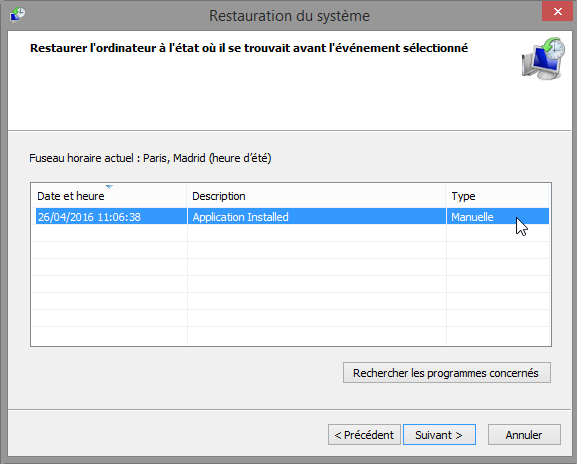 Restauration du système
Restaurer l'ordinateur à l'état où il se trouvait avant l'événement sélectionné
Fuseau horaire actuel : Paris, Madrid (heure d'été)
Date et heure Description Type
26/04/2016 11:06:38 Application Installed Manuelle
Rechercher les programmes concernés
< Précédent Suivant > Annuler